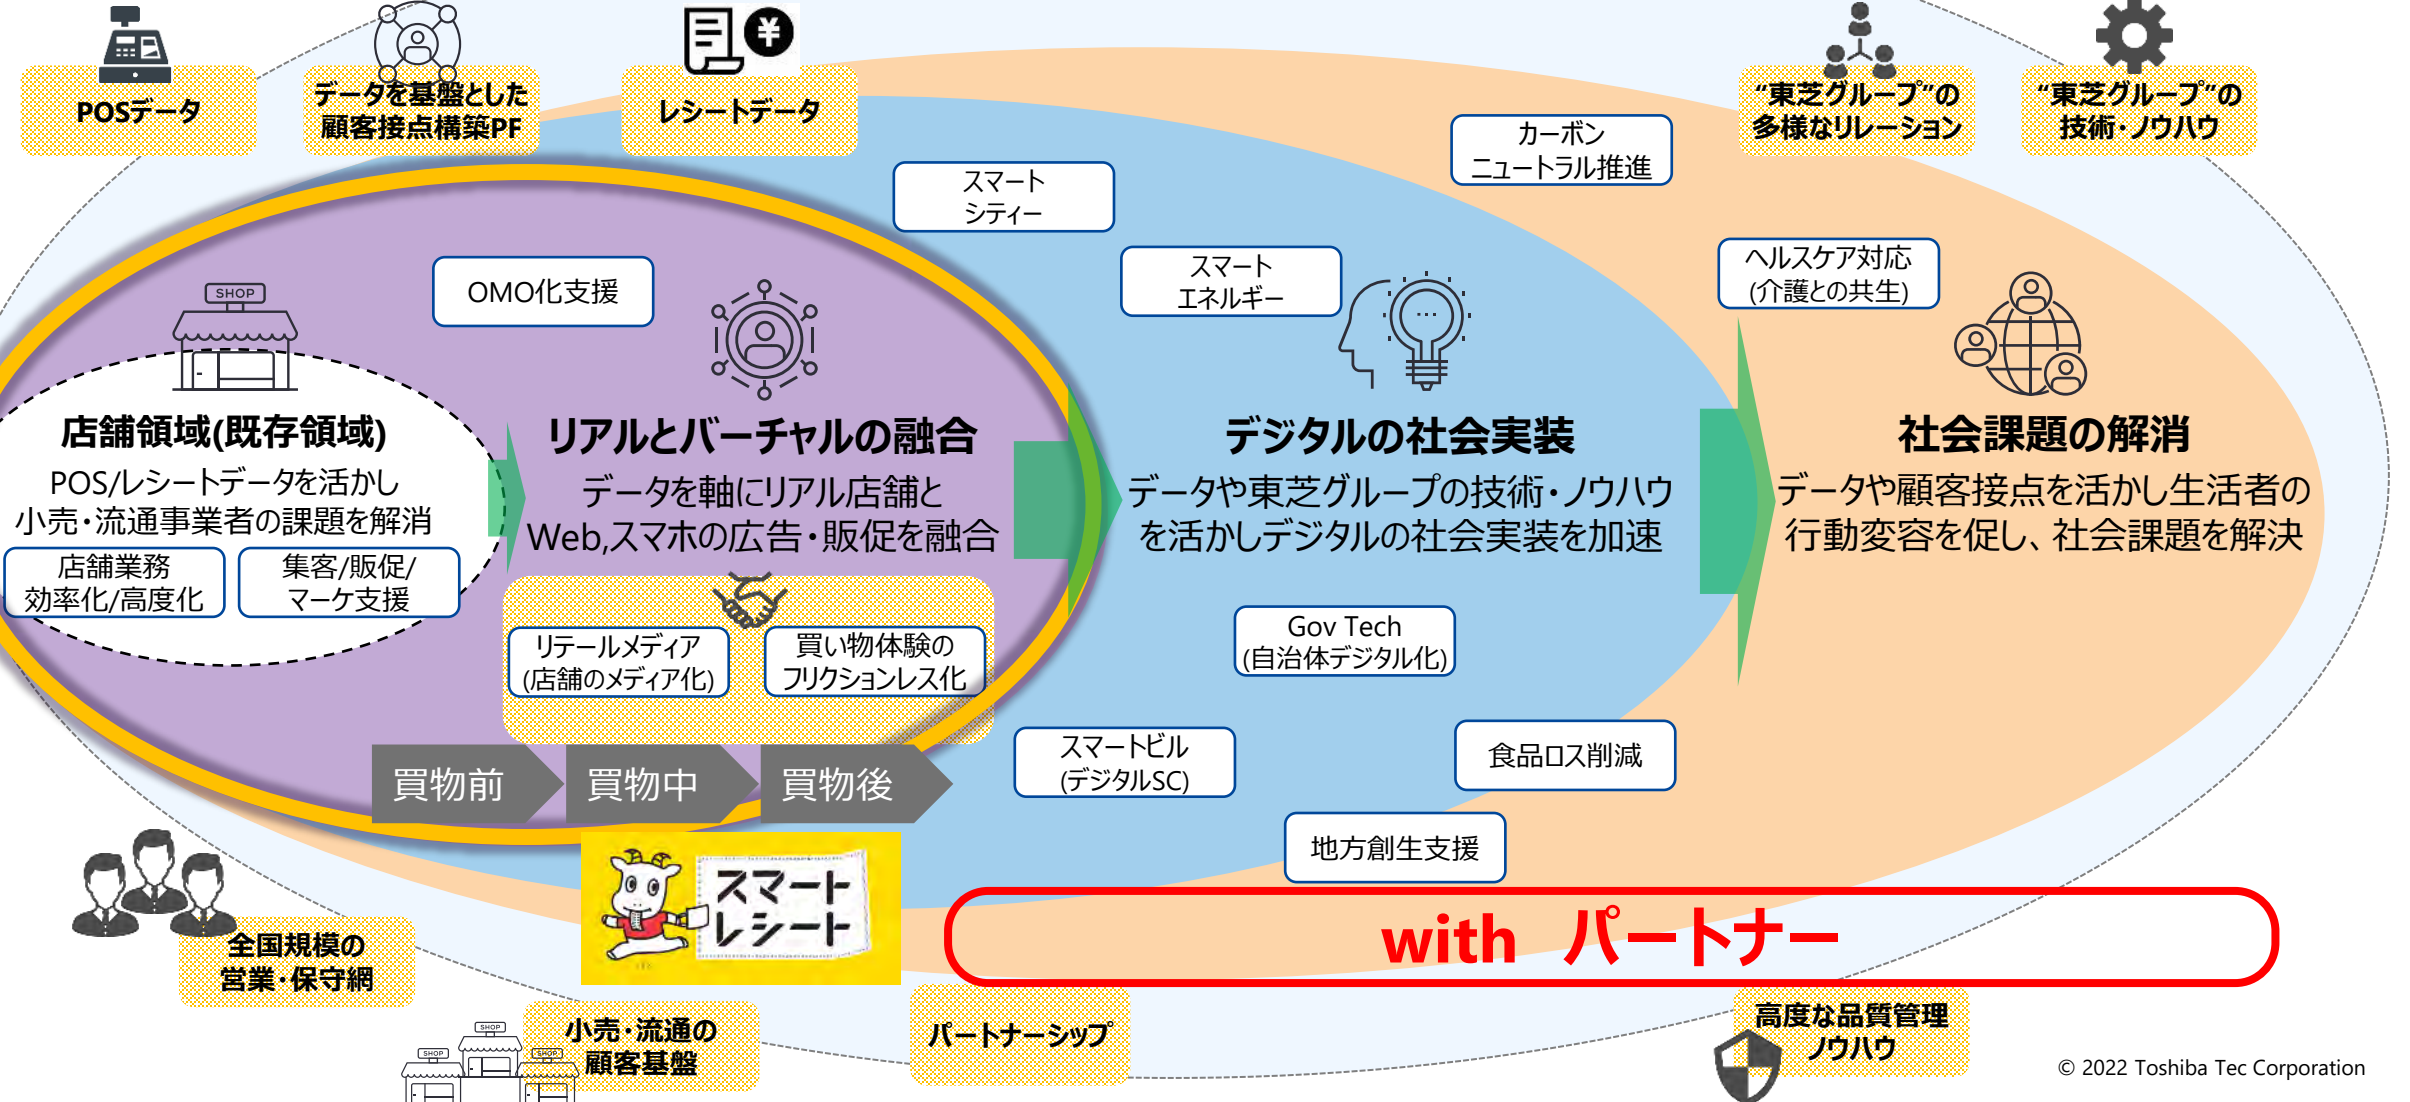 POSデータ
データを基盤とした
顧客接点構築PF
レシートデータ
“東芝グループ”の
多様なリレーション
“東芝グループ”の
技術・ノウハウ
カーボン
ニュートラル推進
スマート
シティー
スマート
エネルギー
ヘルスケア対応
(介護との共生)
OMO化支援
SHOP
店舗領域(既存領域)
POS/レシートデータを活かし
小売・流通事業者の課題を解消
店舗業務
効率化/高度化
集客/販促/
マーケ支援
リアルとバーチャルの融合
データを軸にリアル店舗と
Web,スマホの広告・販促を融合
リテールメディア
(店舗のメディア化)
買い物体験の
フリクションレス化
デジタルの社会実装
データや東芝グループの技術・ノウハウ
を活かしデジタルの社会実装を加速
社会課題の解消
データや顧客接点を活かし生活者の
行動変容を促し、社会課題を解決
Gov Tech
(自治体デジタル化)
スマートビル
(デジタルSC)
食品ロス削減
地方創生支援
買物前
買物中
買物後
スマート
レシート
with パートナー
全国規模の
営業・保守網
小売・流通の
顧客基盤
SHOP
SHOP
SHOP
パートナーシップ
高度な品質管理
ノウハウ
© 2022 Toshiba Tec Corporation